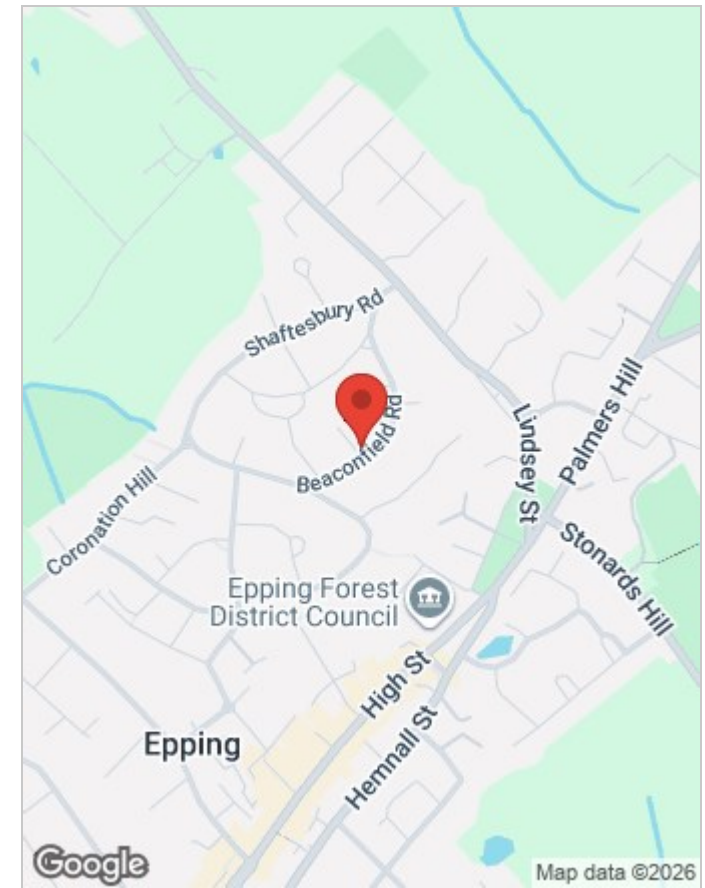 Shaftesbury Rd
Beaconfield Rd
Lindsey St
Palmers Hill
Coronation Hill
Stonards Hill
Epping Forest
District Council
High St
Epping
Hemnall St
Google
Map data ©2026